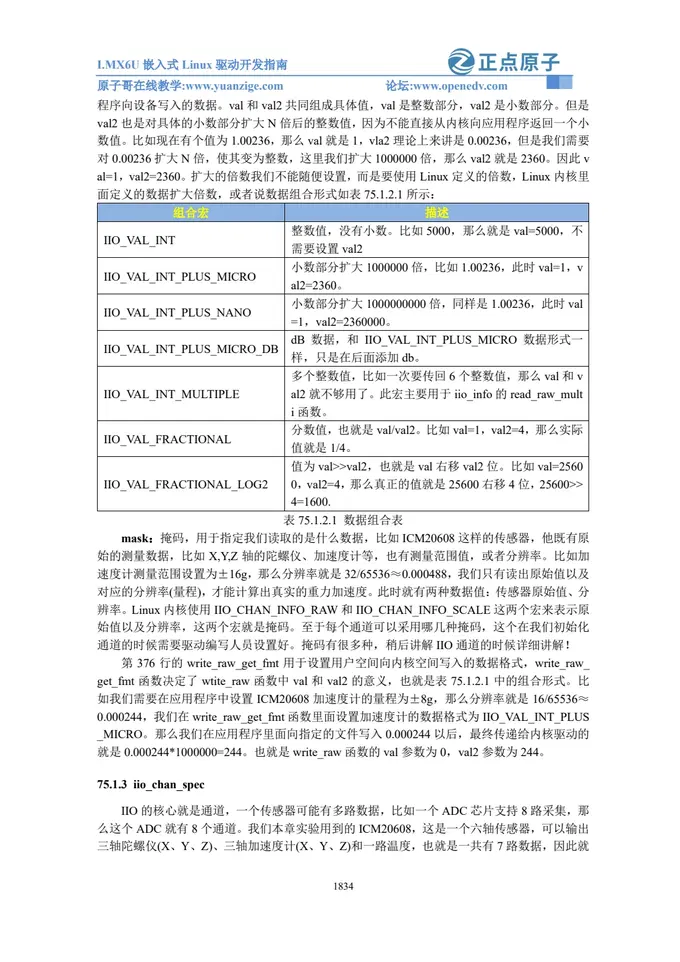 I.MX6U 嵌入式 Linux 驱动开发指南
正点原子
原子哥在线教学:www.yuanzige.com 论坛:www.openedv.com
程序向设备写入的数据。val 和 val2 共同组成具体值，val 是整数部分，val2 是小数部分。但是
val2 也是对具体的小数部分扩大 N 倍后的整数值，因为不能直接从内核向应用程序返回一个小
数值。比如现在有个值为 1.00236，那么 val 就是 1，vla2 理论上来讲是 0.00236，但是我们需要
对 0.00236 扩大 N 倍，使其变为整数，这里我们扩大 1000000 倍，那么 val2 就是 2360。因此 v
al=1，val2=2360。扩大的倍数我们不能随便设置，而是要使用 Linux 定义的倍数，Linux 内核里
面定义的数据扩大倍数，或者说数据组合形式如表 75.1.2.1 所示：
组合宏 描述
IIO_VAL_INT 整数值，没有小数。比如 5000，那么就是 val=5000，不
需要设置 val2
IIO_VAL_INT_PLUS_MICRO 小数部分扩大 1000000 倍，比如 1.00236，此时 val=1，v
al2=2360。
IIO_VAL_INT_PLUS_NANO 小数部分扩大 1000000000 倍，同样是 1.00236，此时 val
=1，val2=2360000。
IIO_VAL_INT_PLUS_MICRO_DB dB 数据，和 IIO_VAL_INT_PLUS_MICRO 数据形式一
样，只是在后面添加 db。
IIO_VAL_INT_MULTIPLE 多个整数值，比如一次要传回 6 个整数值，那么 val 和 v
al2 就不够用了。此宏主要用于 iio_info 的 read_raw_mult
i 函数。
IIO_VAL_FRACTIONAL 分数值，也就是 val/val2。比如 val=1，val2=4，那么实际
值就是 1/4。
IIO_VAL_FRACTIONAL_LOG2 值为 val>>val2，也就是 val 右移 val2 位。比如 val=2560
0，val2=4，那么真正的值就是 25600 右移 4 位，25600>>
4=1600.
表 75.1.2.1 数据组合表
mask：掩码，用于指定我们读取的是什么数据，比如 ICM20608 这样的传感器，他既有原
始的测量数据，比如 X,Y,Z 轴的陀螺仪、加速度计等，也有测量范围值，或者分辨率。比如加
速度计测量范围设置为±16g，那么分辨率就是 32/65536≈0.000488，我们只有读出原始值以及
对应的分辨率(量程)，才能计算出真实的重力加速度。此时就有两种数据值：传感器原始值、分
辨率。Linux 内核使用 IIO_CHAN_INFO_RAW 和 IIO_CHAN_INFO_SCALE 这两个宏来表示原
始值以及分辨率，这两个宏就是掩码。至于每个通道可以采用哪几种掩码，这个在我们初始化
通道的时候需要驱动编写人员设置好。掩码有很多种，稍后讲解 IIO 通道的时候详细讲解！
第 376 行的 write_raw_get_fmt 用于设置用户空间向内核空间写入的数据格式，write_raw_
get_fmt 函数决定了 wtite_raw 函数中 val 和 val2 的意义，也就是表 75.1.2.1 中的组合形式。比
如我们需要在应用程序中设置 ICM20608 加速度计的量程为±8g，那么分辨率就是 16/65536≈
0.000244，我们在 write_raw_get_fmt 函数里面设置加速度计的数据格式为 IIO_VAL_INT_PLUS
_MICRO。那么我们在应用程序里面向指定的文件写入 0.000244 以后，最终传递给内核驱动的
就是 0.000244*1000000=244。也就是 write_raw 函数的 val 参数为 0，val2 参数为 244。
75.1.3 iio_chan_spec
IIO 的核心就是通道，一个传感器可能有多路数据，比如一个 ADC 芯片支持 8 路采集，那
么这个 ADC 就有 8 个通道。我们本章实验用到的 ICM20608，这是一个六轴传感器，可以输出
三轴陀螺仪(X、Y、Z)、三轴加速度计(X、Y、Z)和一路温度，也就是一共有 7 路数据，因此就
1834